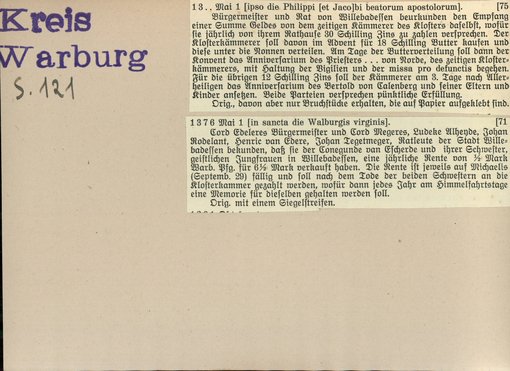 Kreis
Warburg
S. 121
13.. Mai 1 [ipso die Philippi [et Jaco]bi beatorum apostolorum]. [75
Bürgermeister und Rat von Willebadessen beurkunden den Empfang
einer Summe Geldes von dem zeitigen Kämmerer des Klosters daselbst, wofür
sie jährlich von ihrem Rathause 30 Schilling Zins zu zahlen versprechen. Der
Klosterkämmerer soll davon im Advent für 18 Schilling Butter kaufen und
diese unter die Nonnen verteilen. Am Tage der Butterverteilung soll dann der
Konvent das Anniversarium des Priesters ... von Norde, des zeitigen Kloster-
kämmerers, mit Haltung der Vigilien und der missa pro defunctis begehen.
Für die übrigen 12 Schilling Zins soll der Kämmerer am 3. Tage nach Aller-
heiligen das Anniversarium des Bertold von Calenberg und seiner Eltern und
Kinder ansetzen. Beide Parteien versprechen pünktliche Erfüllung.
Orig., davon aber nur Bruchstücke erhalten, die auf Papier aufgeklebt sind.
1376 Mai 1 [in sancta die Walburgis virginis]. [71
Cord Edeleres Bürgermeister und Cord Megeres, Ludeke Alhende, Johan
Rodelant, Henric van Edere, Johan Tegetmeger, Ratleute der Stadt Wille-
badessen bekunden, daß sie der Conegunde van Escherde und ihrer Schwester,
geistlichen Jungfrauen in Willebadessen, eine jährliche Rente von ½ Mark
Warb. Pfg. für 6½ Mark verkauft haben. Die Rente ist jeweils auf Michaelis
(Septemb. 29) fällig und soll nach dem Tode der beiden Schwestern an die
Klosterkammer gezahlt werden, wofür dann jedes Jahr am Himmelfahrtstage
eine Memorie für dieselben gehalten werden soll.
Orig. mit einem Siegelstreifen.